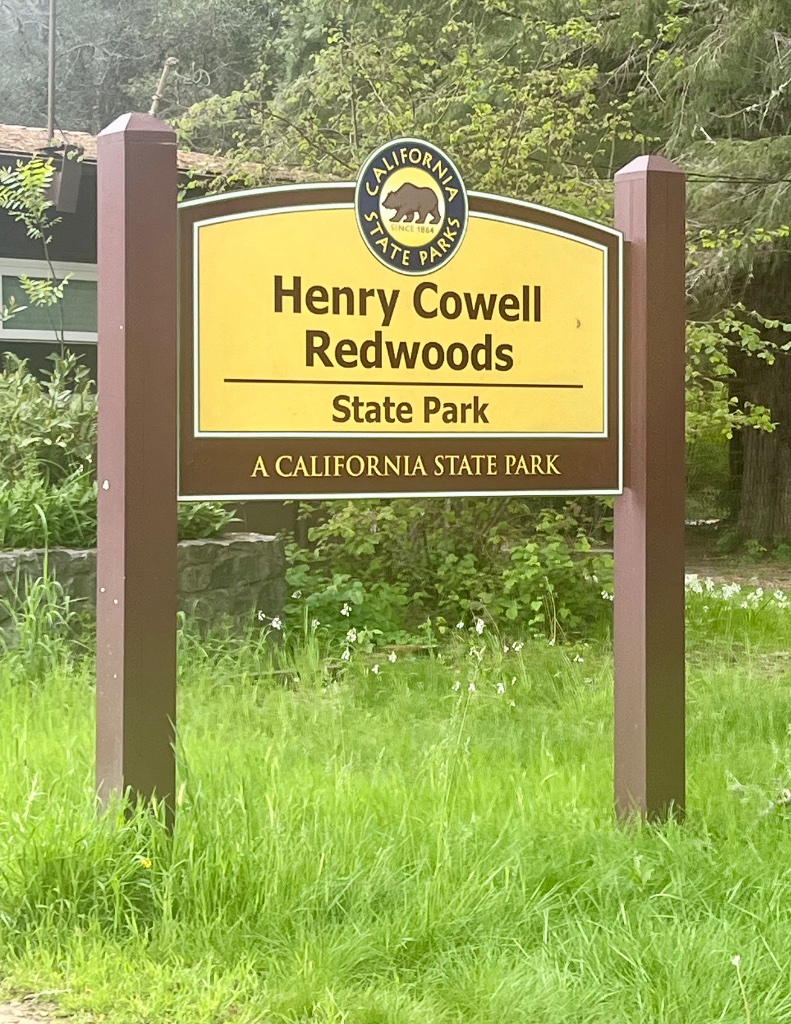 CALIFORNIA
SINCE 1864
STATE PARKS
Henry Cowell
Redwoods
State Park
A CALIFORNIA STATE PARK